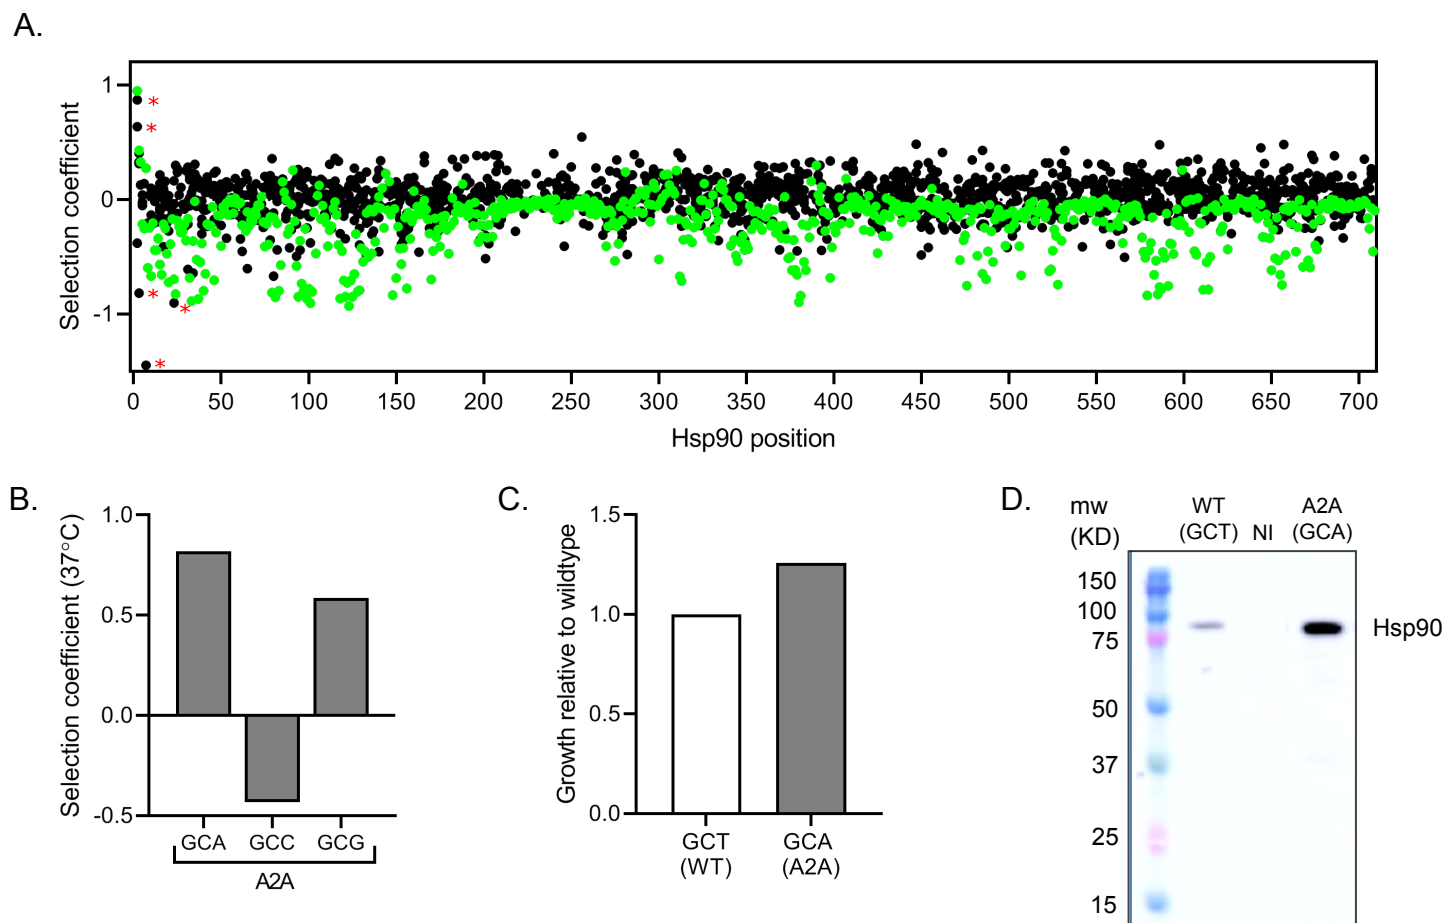 A.
Selection coefficient
1
0
-1
* * * * *
0 50 100 150 200 250 300 350 400 450 500 550 600 650 700
Hsp90 position
B.
Selection coefficient (37°C)
1.0
0.5
0.0
-0.5
GCA GCC GCG
A2A
C.
Growth relative to wildtype
1.5
1.0
0.5
0.0
GCT GCA
(WT) (A2A)
D.
mw WT A2A
(KD) (GCT) NI (GCA)
150
100
75
50
37
25
15
Hsp90